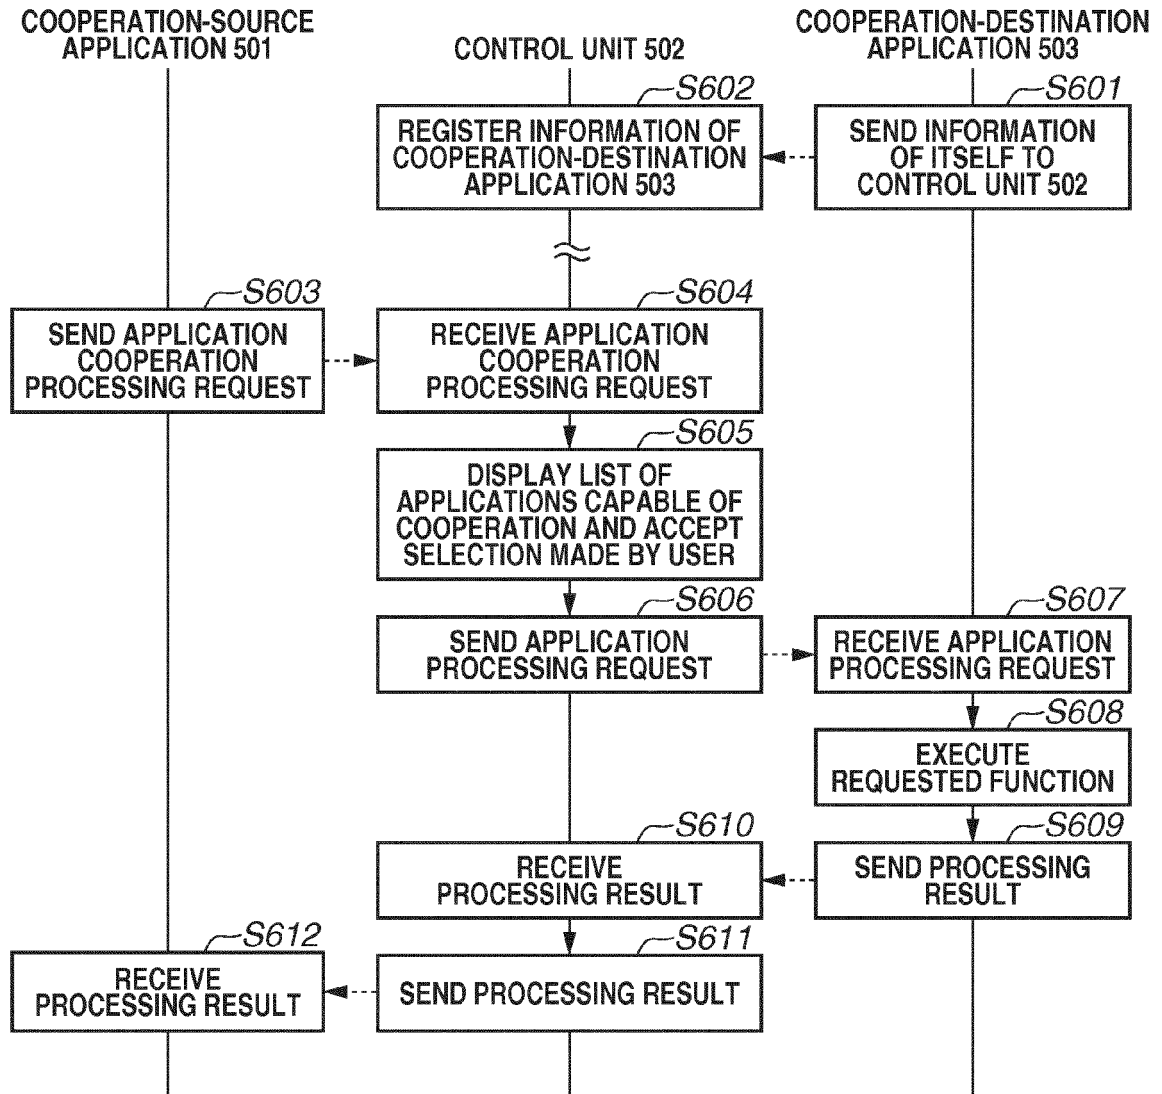 COOPERATION-SOURCE
APPLICATION 501
CONTROL UNIT 502
COOPERATION-DESTINATION
APPLICATION 503
S602
REGISTER INFORMATION OF
COOPERATION-DESTINATION
APPLICATION 503
S601
SEND INFORMATION
OF ITSELF TO
CONTROL UNIT 502
S603
SEND APPLICATION
COOPERATION
PROCESSING REQUEST
S604
RECEIVE APPLICATION
COOPERATION
PROCESSING REQUEST
S605
DISPLAY LIST OF
APPLICATIONS CAPABLE OF
COOPERATION AND ACCEPT
SELECTION MADE BY USER
S606
SEND APPLICATION
PROCESSING REQUEST
S607
RECEIVE APPLICATION
PROCESSING REQUEST
S608
EXECUTE
REQUESTED FUNCTION
S609
SEND PROCESSING
RESULT
S610
RECEIVE
PROCESSING RESULT
S611
SEND PROCESSING RESULT
S612
RECEIVE
PROCESSING RESULT